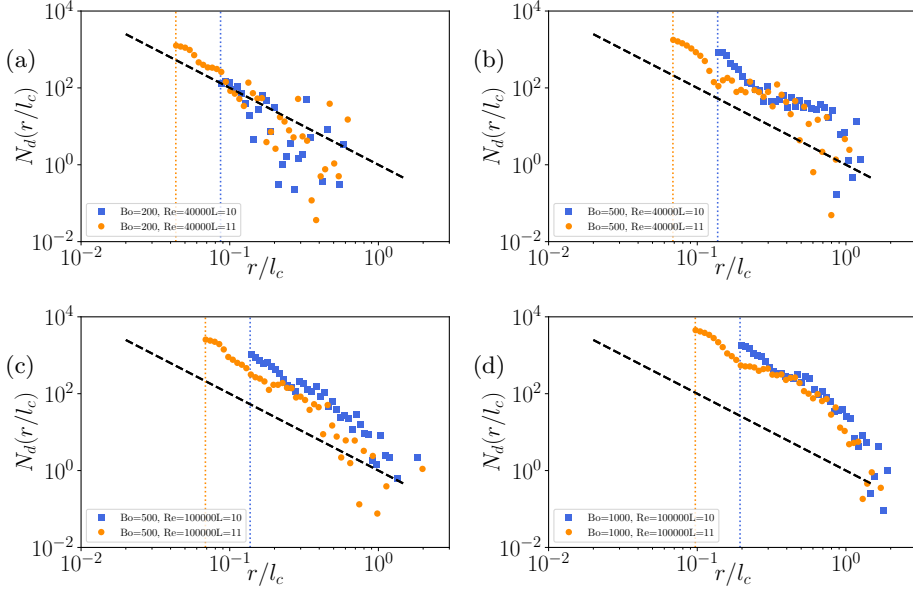 (a)
10^4
10^2
10^0
10^{-2}
N_d(r/l_c)
Bo=200, Re=40000L=10
Bo=200, Re=40000L=11
10^{-2}
10^{-1}
10^0
r/l_c
(b)
10^4
10^2
10^0
10^{-2}
N_d(r/l_c)
Bo=500, Re=40000L=10
Bo=500, Re=40000L=11
10^{-2}
10^{-1}
10^0
r/l_c
(c)
10^4
10^2
10^0
10^{-2}
N_d(r/l_c)
Bo=500, Re=100000L=10
Bo=500, Re=100000L=11
10^{-2}
10^{-1}
10^0
r/l_c
(d)
10^4
10^2
10^0
10^{-2}
N_d(r/l_c)
Bo=1000, Re=100000L=10
Bo=1000, Re=100000L=11
10^{-2}
10^{-1}
10^0
r/l_c